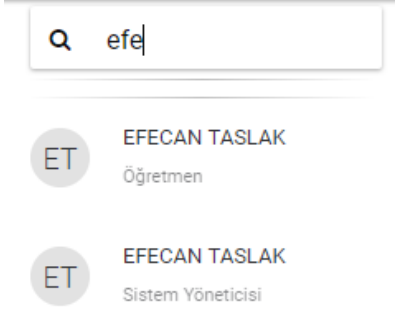 efe
ET
EFECAN TASLAK
Öğretmen
ET
EFECAN TASLAK
Sistem Yöneticisi